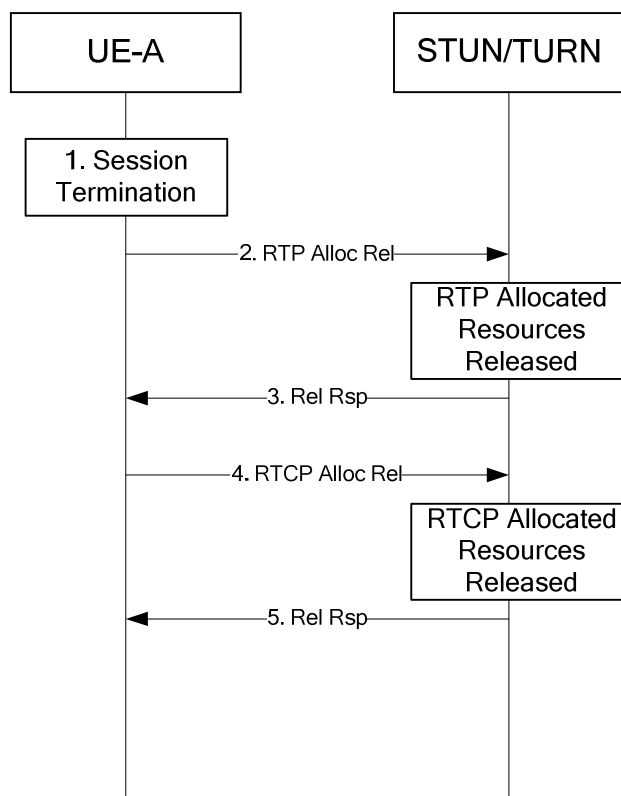 UE-A
STUN/TURN
1. Session
Termination
2. RTP Alloc Rel
RTP Allocated
Resources
Released
3. Rel Rsp
4. RTCP Alloc Rel
RTCP Allocated
Resources
Released
5. Rel Rsp